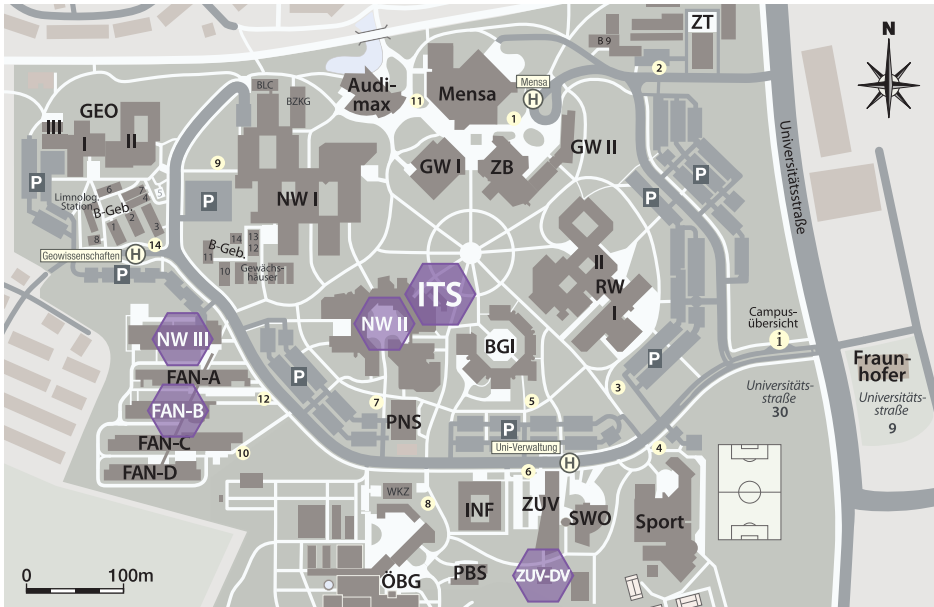 ZT
B 9
2
N
Audi-
max
11
Mensa
Mensa
H
1
BLC
BZKG
GEO
III
I
II
GW I
ZB
GW II
Universitätsstraße
P
9
P
P
NW I
Limnolog.
Station
B-Geb.
6
7
4
5
1
2
3
8
14
Geowissenschaften
H
P
B-Geb.
14
13
12
11
10
Gewächs-
häuser
II
RW
I
ITS
NW II
BGI
Campus-
übersicht
i
NW III
FAN-A
FAN-B
FAN-C
FAN-D
12
10
P
P
3
5
7
PNS
P
Uni-Verwaltung
H
4
6
Universitäts-
straße
30
Fraun-
hofer
Universitäts-
straße
9
WKZ
8
INF
ZUV
SWO
Sport
ÖBG
PBS
ZUV-DV
0
100m